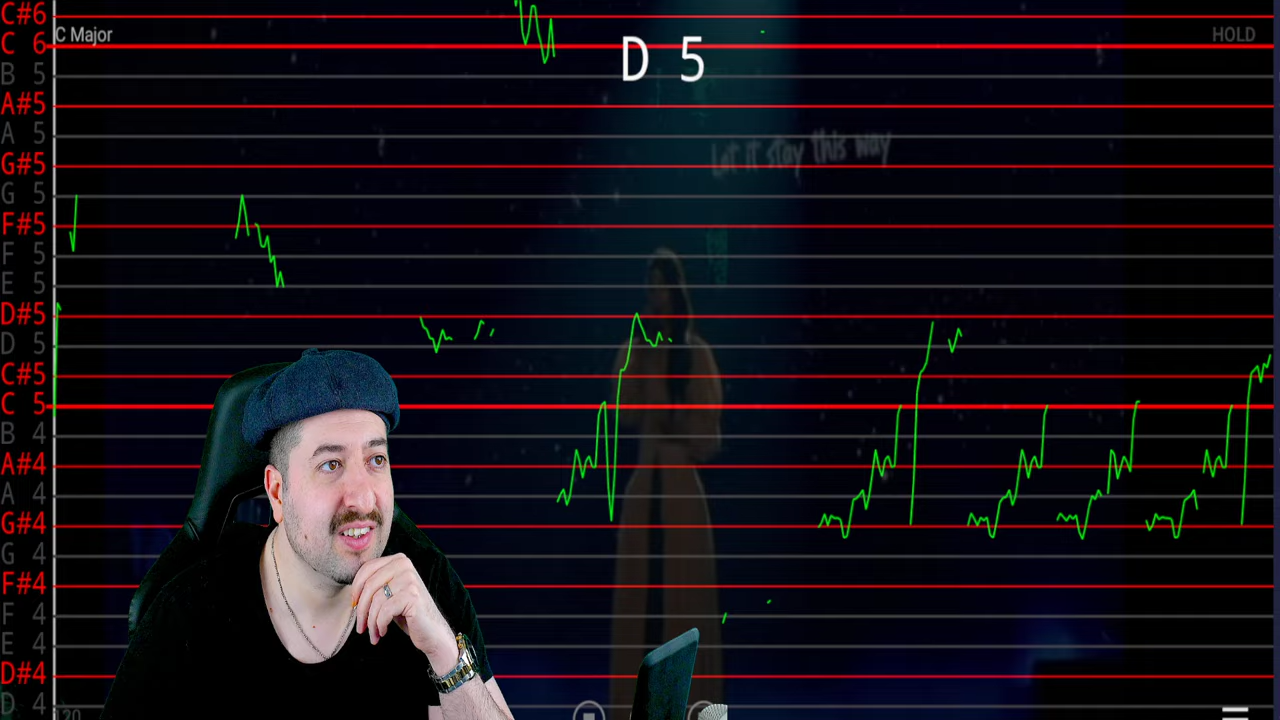 C#6
C Major
HOLD
C 6
D 5
B 5
A#5
A 5
Let it stay this way
G#5
G 5
F#5
F 5
E 5
D#5
D 5
C#5
C 5
B 4
A#4
A 4
G#4
G 4
F#4
F 4
E 4
D#4
D 4
120